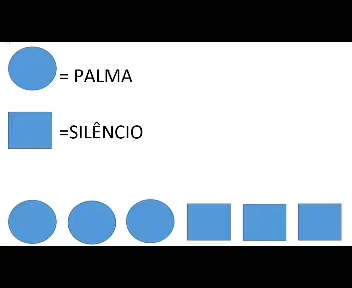 = PALMA
=SILÊNCIO